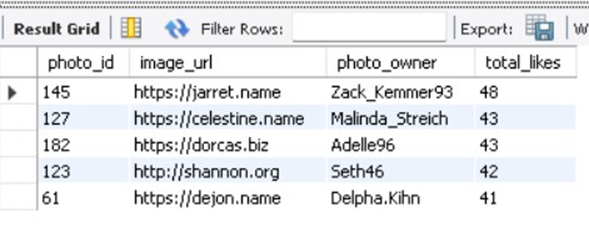 Result Grid Filter Rows: Export: W
photo_id image_url photo_owner total_likes
145 https://jarret.name Zack_Kemmer93 48
127 https://celestine.name Malinda_Streich 43
182 https://dorcas.biz Adelle96 43
123 http://shannon.org Seth46 42
61 https://dejon.name Delpha.Kihn 41